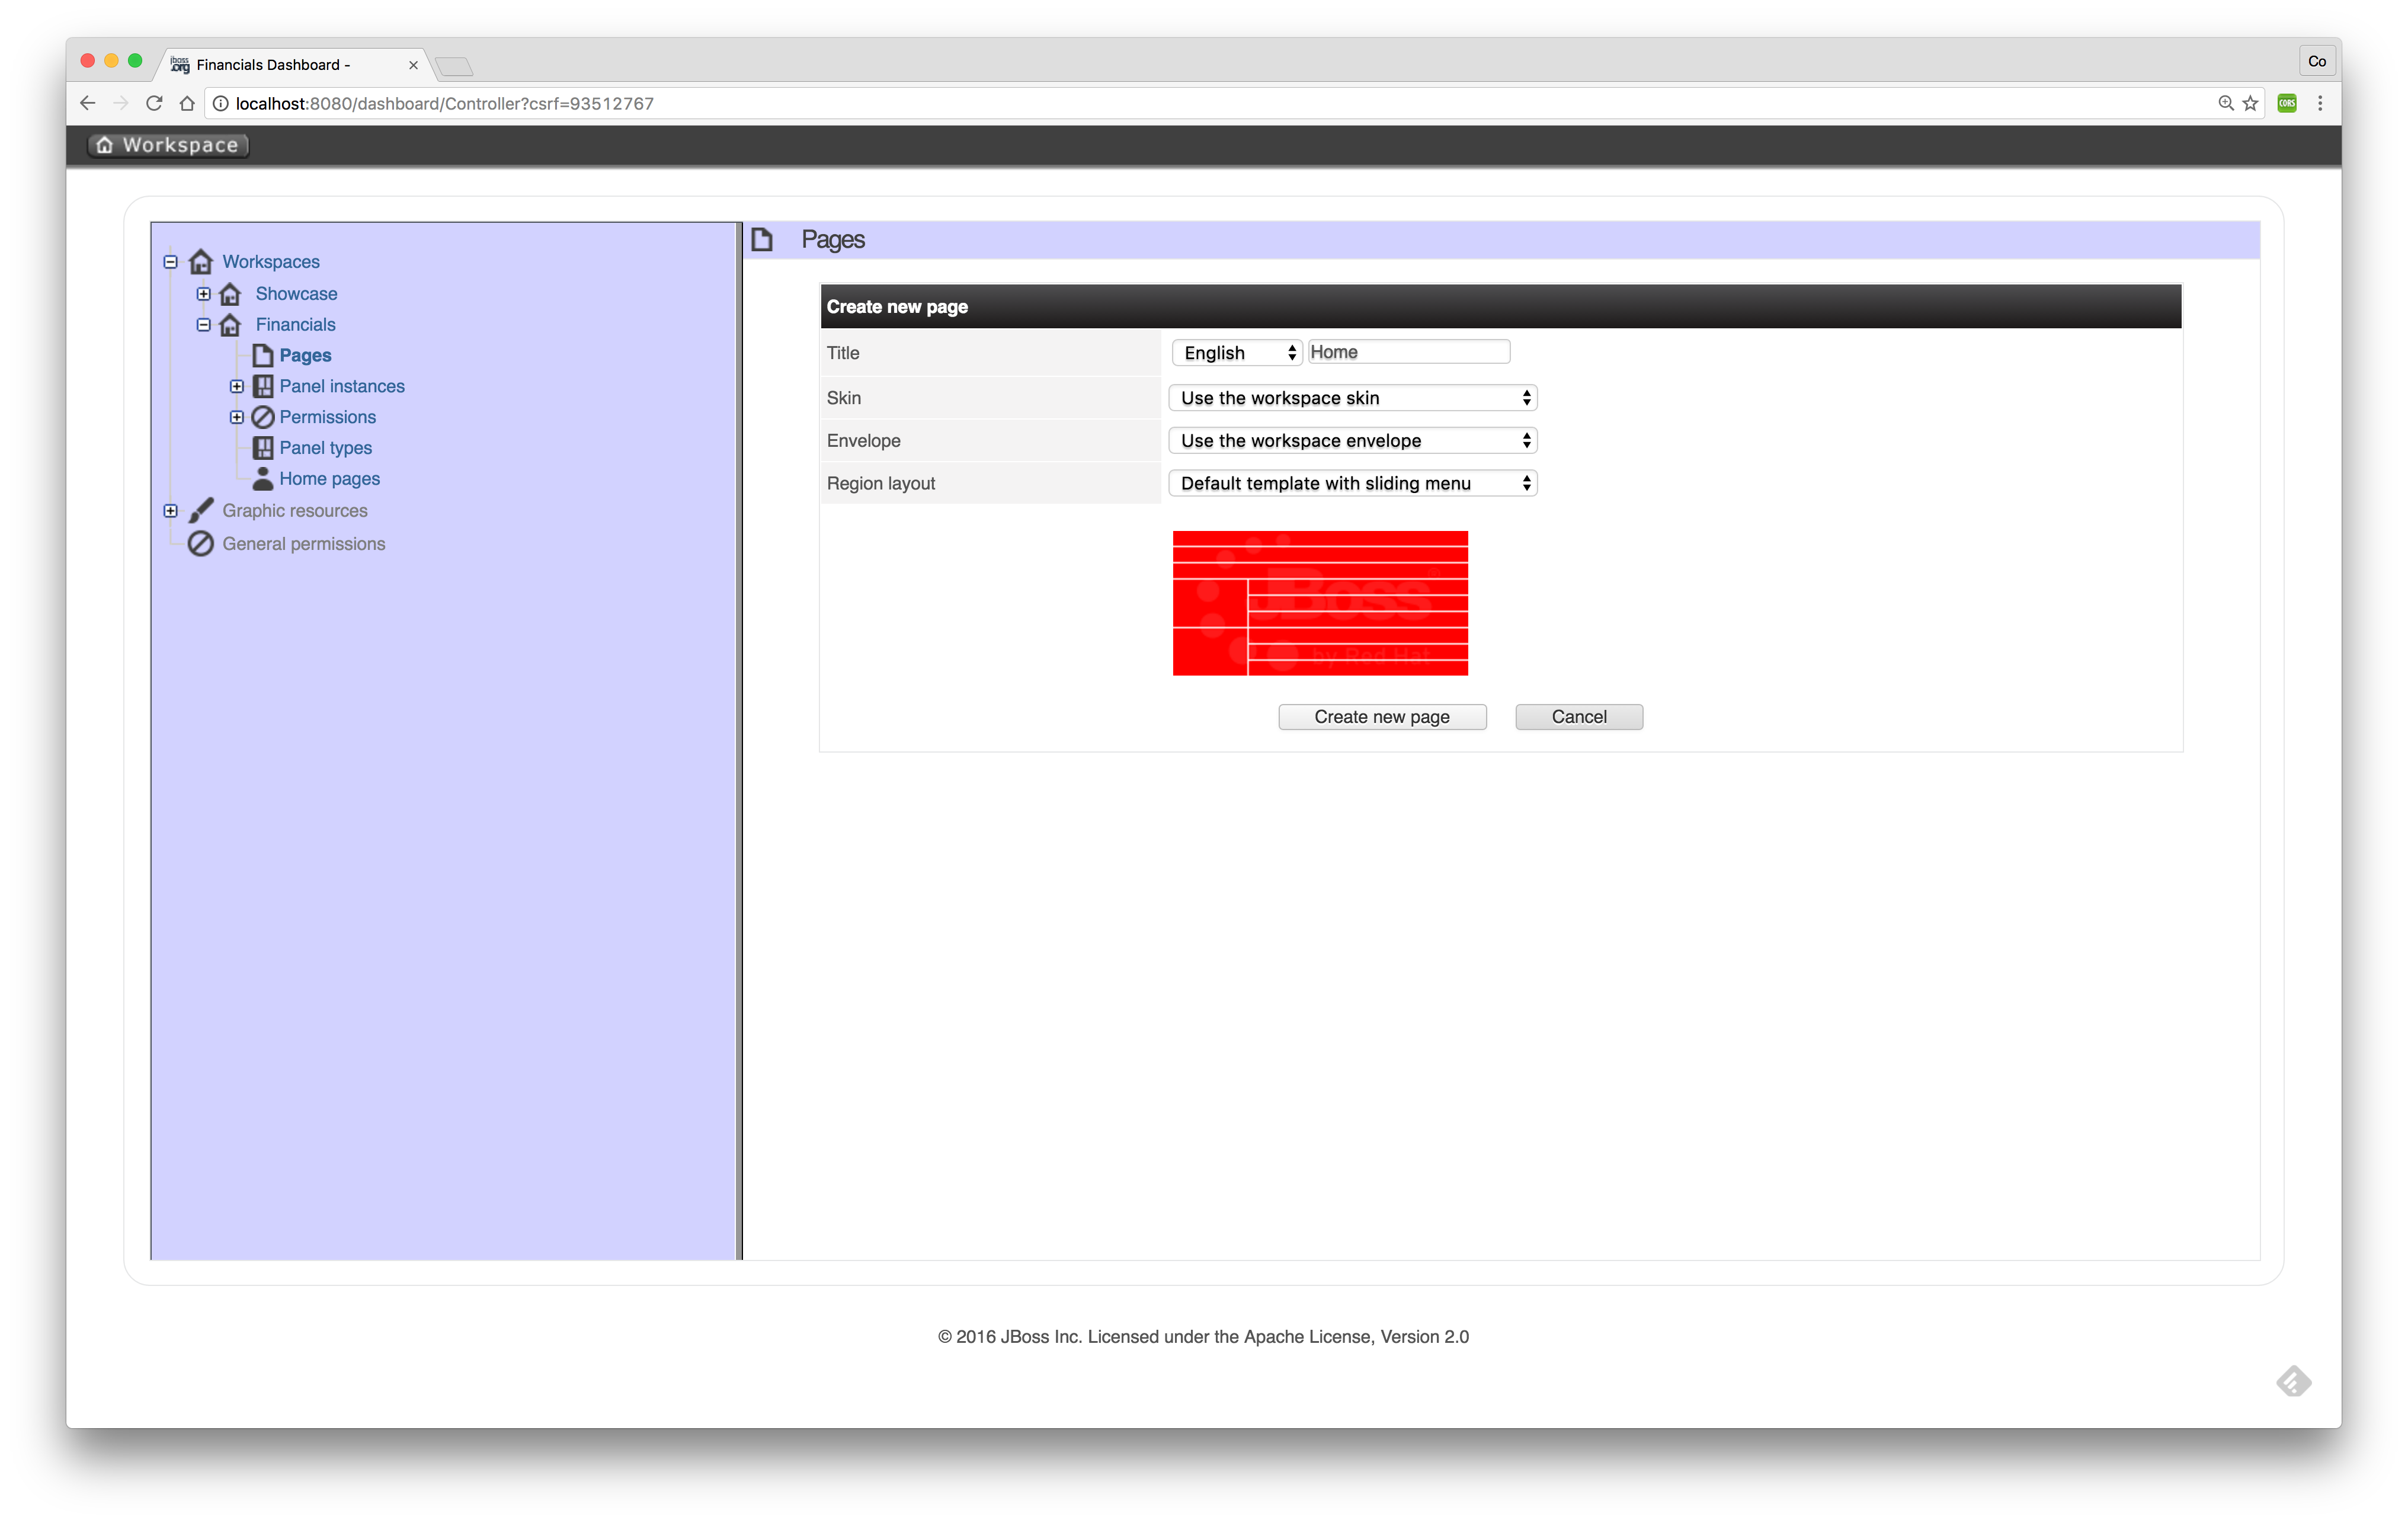 jboss.org Financials Dashboard - Co
localhost:8080/dashboard/Controller?csrf=93512767 CORS
Workspace
Workspaces
Showcase
Financials
Pages
Panel instances
Permissions
Panel types
Home pages
Graphic resources
General permissions
Pages
Create new page
Title English Home
Skin Use the workspace skin
Envelope Use the workspace envelope
Region layout Default template with sliding menu
JBoss
by Red Hat
Create new page Cancel
© 2016 JBoss Inc. Licensed under the Apache License, Version 2.0